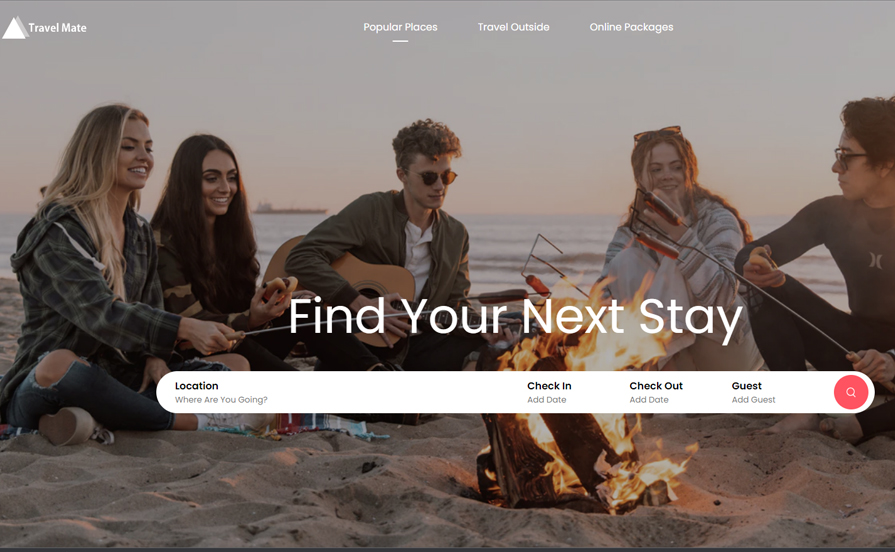 Travel Mate
Popular Places
Travel Outside
Online Packages
Find Your Next Stay
Location
Where Are You Going?
Check In
Add Date
Check Out
Add Date
Guest
Add Guest